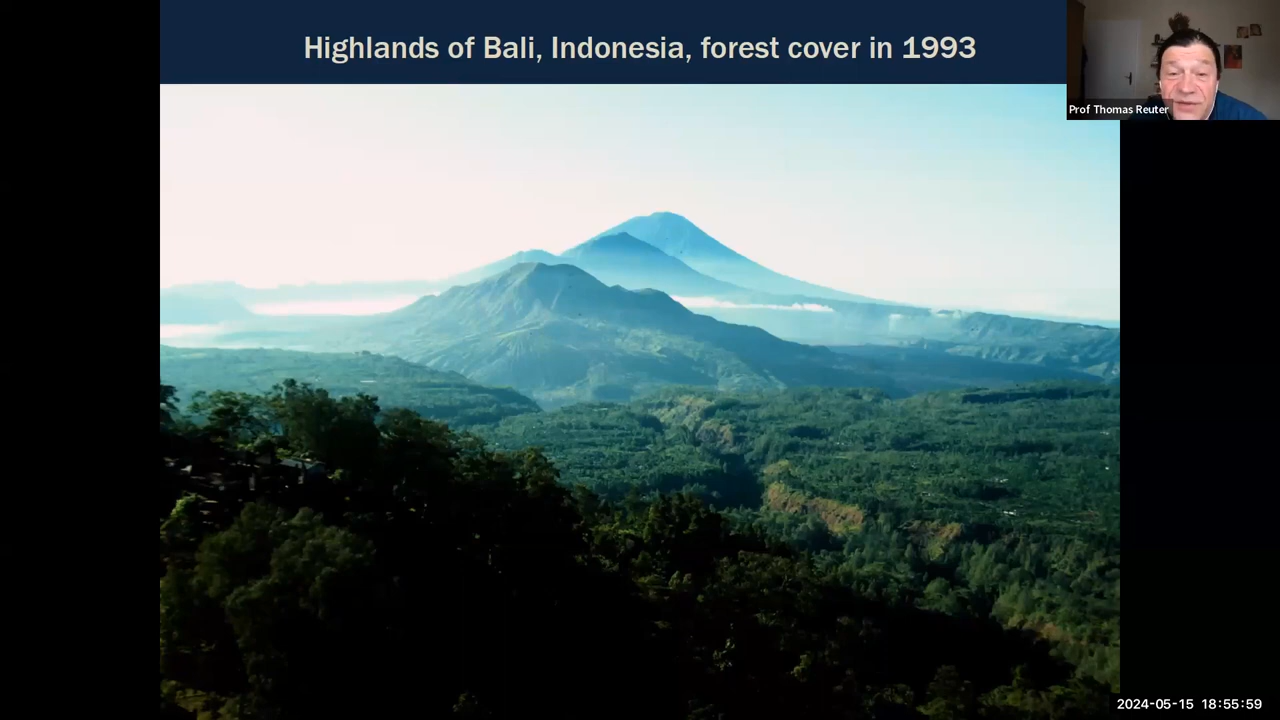 Highlands of Bali, Indonesia, forest cover in 1993
Prof Thomas Reuter
2024-05-15 18:55:59